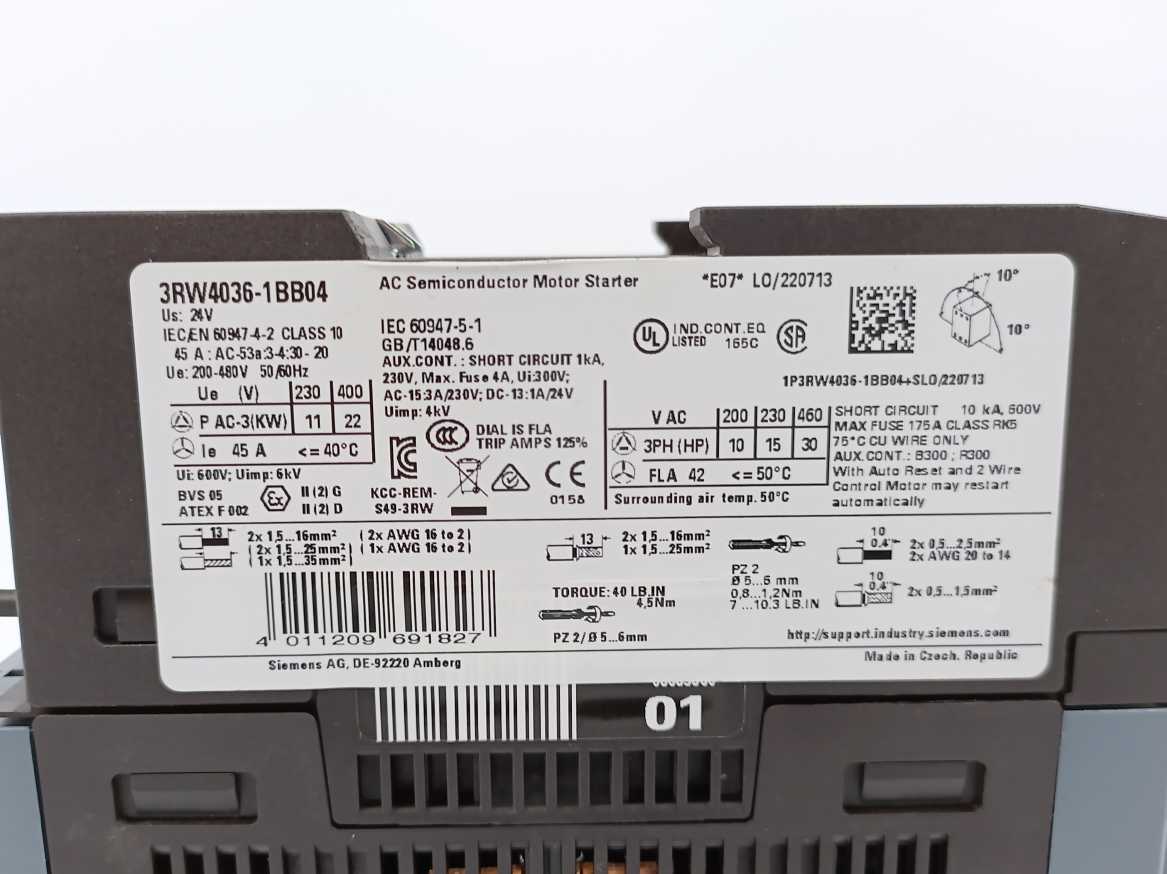 3RW4036-1BB04
Us: 24V
IEC/EN 60947-4-2 CLASS 10
45 A : AC-53a:3-4:30- 20
Ue: 200-480V 50/60Hz
Ue (V) 230 400
P AC-3(KW) 11 22
Ie 45 A <= 40°C
Ui: 600V; Uimp: 6kV
BVS 05
ATEX F 002
Ex
II (2) G
II (2) D
AC Semiconductor Motor Starter
IEC 60947-5-1
GB/T14048.6
AUX.CONT. : SHORT CIRCUIT 1kA,
230V, Max. Fuse 4A, Ui:300V;
AC-15:3A/230V; DC-13:1A/24V
Uimp: 4kV
CCC
DIAL IS FLA
TRIP AMPS 125%
KCC-REM-
S49-3RW
CE
0158
*E07* L0/220713
UL
LISTED
IND.CONT.EQ
165C
SA
10°
10°
1P3RW4036-1BB04+SL0/220713
V AC 200 230 460
3PH (HP) 10 15 30
FLA 42 <= 50°C
Surrounding air temp. 50°C
SHORT CIRCUIT 10 kA, 600V
MAX FUSE 175A CLASS RK5
75°C CU WIRE ONLY
AUX.CONT.: B300 ; R300
With Auto Reset and 2 Wire
Control Motor may restart
automatically
13
2x 1,5...16mm² ( 2x AWG 16 to 2 )
( 2x 1,5...25mm² ) ( 1x AWG 16 to 2 )
( 1x 1,5...35mm² )
13
2x 1,5...16mm²
1x 1,5...25mm²
TORQUE: 40 LB.IN
4,5Nm
PZ 2/ Ø 5...6mm
PZ 2
Ø 5...6 mm
0,8...1,2Nm
7 ...10.3 LB.IN
10
0.4"
2x 0,5...2,5mm²
2x AWG 20 to 14
10
0.4"
2x 0,5...1,5mm²
4 011209 691827
http://support.industry.siemens.com
Siemens AG, DE-92220 Amberg
Made in Czech. Republic
01